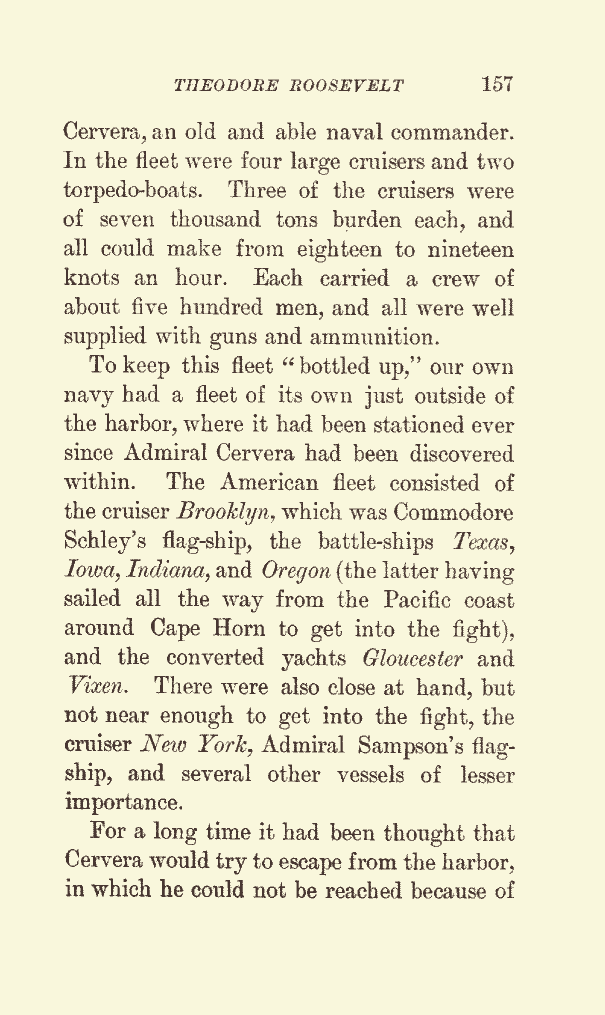 THEODORE ROOSEVELT 157
Cervera, an old and able naval commander.
In the fleet were four large cruisers and two
torpedo-boats. Three of the cruisers were
of seven thousand tons burden each, and
all could make from eighteen to nineteen
knots an hour. Each carried a crew of
about five hundred men, and all were well
supplied with guns and ammunition.
To keep this fleet “bottled up,” our own
navy had a fleet of its own just outside of
the harbor, where it had been stationed ever
since Admiral Cervera had been discovered
within. The American fleet consisted of
the cruiser Brooklyn, which was Commodore
Schley’s flag-ship, the battle-ships Texas,
Iowa, Indiana, and Oregon (the latter having
sailed all the way from the Pacific coast
around Cape Horn to get into the fight),
and the converted yachts Gloucester and
Vixen. There were also close at hand, but
not near enough to get into the fight, the
cruiser New York, Admiral Sampson’s flag-
ship, and several other vessels of lesser
importance.
For a long time it had been thought that
Cervera would try to escape from the harbor,
in which he could not be reached because of